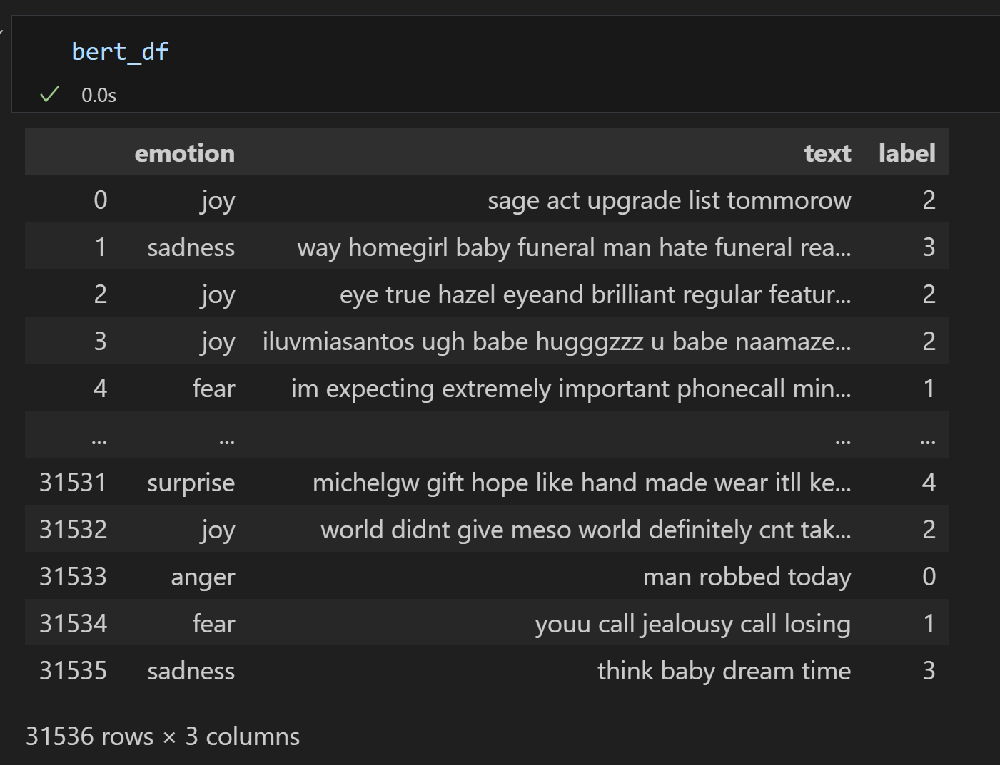 bert_df
0.0s
emotion text label
0 joy sage act upgrade list tommorow 2
1 sadness way homegirl baby funeral man hate funeral rea... 3
2 joy eye true hazel eyeand brilliant regular featur... 2
3 joy iluvmiasantos ugh babe hugggzzz u babe naamaze... 2
4 fear im expecting extremely important phonecall min... 1
... ... ... ...
31531 surprise michelgw gift hope like hand made wear itll ke... 4
31532 joy world didnt give meso world definitely cnt tak... 2
31533 anger man robbed today 0
31534 fear youu call jealousy call losing 1
31535 sadness think baby dream time 3
31536 rows × 3 columns